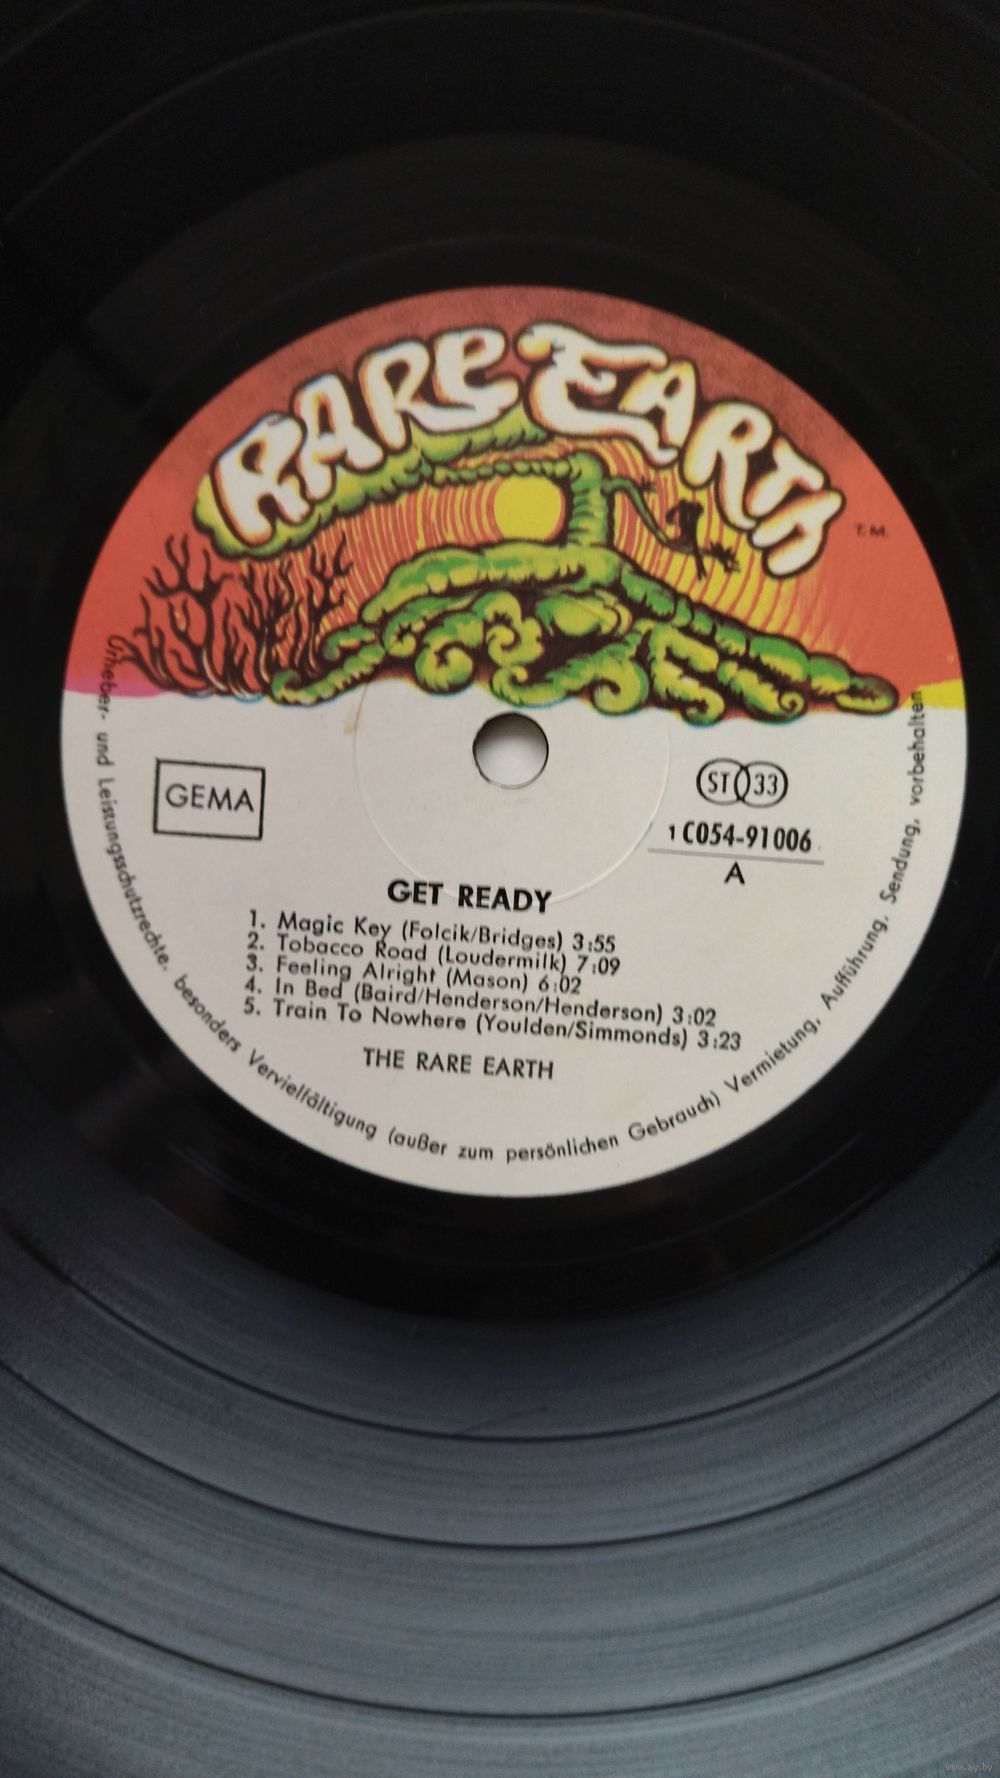 RARE EARTH
T.M.
GEMA
ST 33
1 C054-91006
A
GET READY
1. Magic Key (Folcik/Bridges) 3:55
2. Tobacco Road (Loudermilk) 7:09
3. Feeling Alright (Mason) 6:02
4. In Bed (Baird/Henderson/Henderson) 3:02
5. Train To Nowhere (Youlden/Simmonds) 3:23
THE RARE EARTH
Urheber- und Leistungsschutzrechte, besonders Vervielfältigung (außer zum persönlichen Gebrauch) Vermietung, Aufführung, Sendung, vorbehalten
www.ay.by